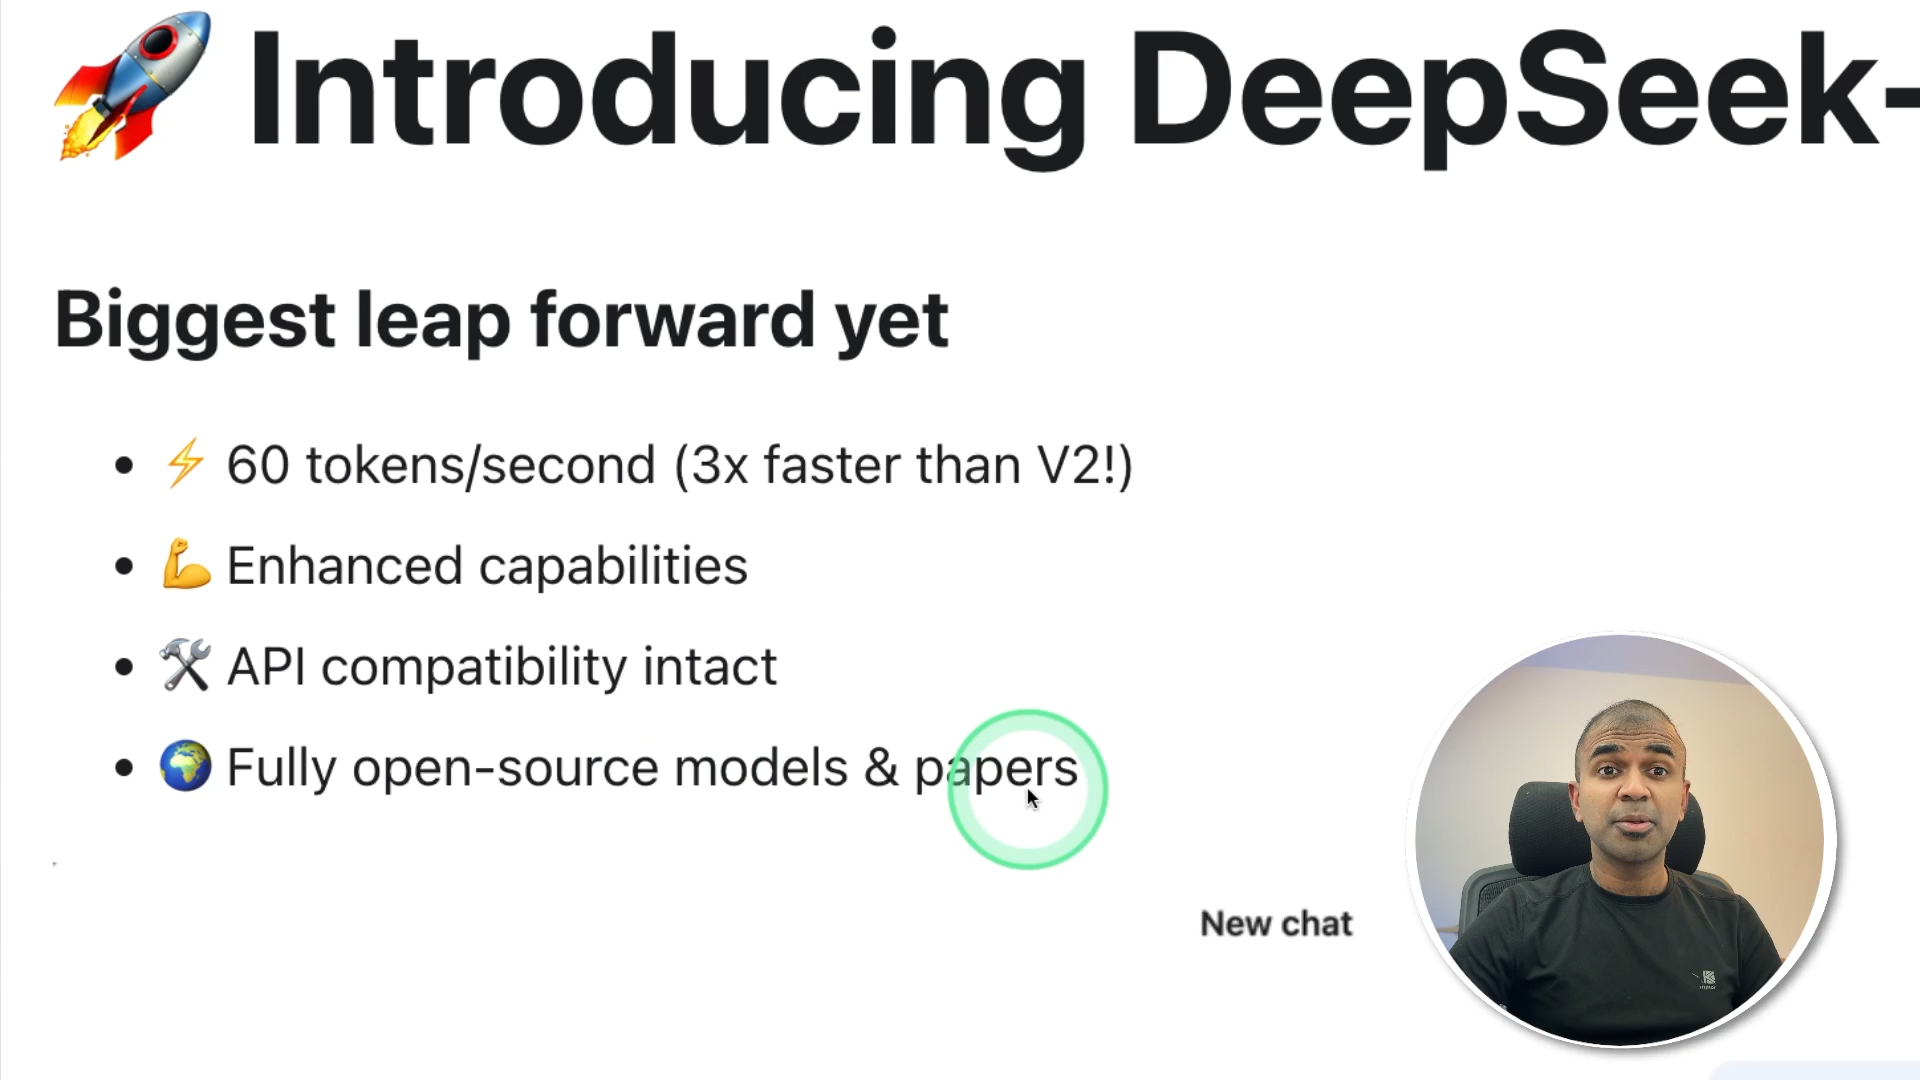 🚀 Introducing DeepSeek-
Biggest leap forward yet
• ⚡ 60 tokens/second (3x faster than V2!)
• 💪 Enhanced capabilities
• 🛠 API compatibility intact
• 🌍 Fully open-source models & papers
New chat